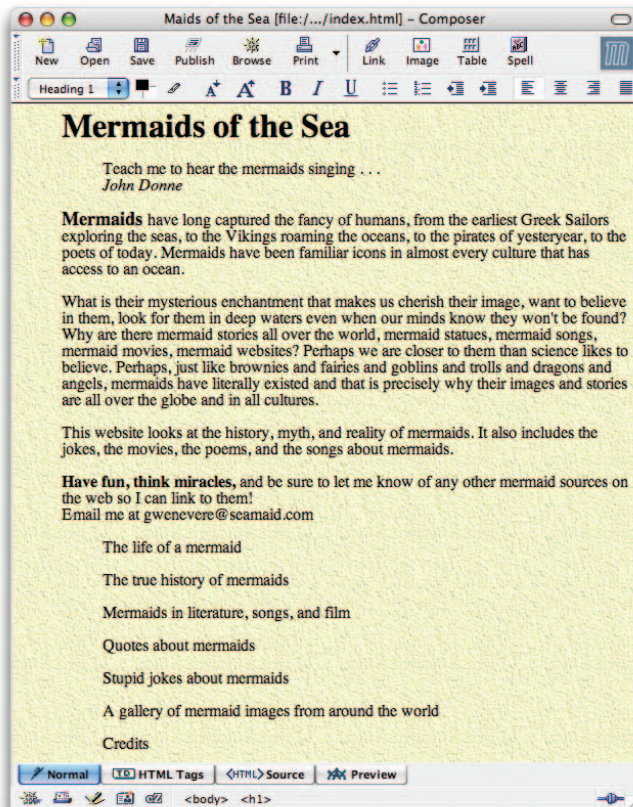 Maids of the Sea [file:/.../index.html] – Composer
New Open Save Publish Browse Print Link Image Table Spell
Heading 1 A A B I U
Mermaids of the Sea
Teach me to hear the mermaids singing . . .
John Donne
Mermaids have long captured the fancy of humans, from the earliest Greek Sailors
exploring the seas, to the Vikings roaming the oceans, to the pirates of yesteryear, to the
poets of today. Mermaids have been familiar icons in almost every culture that has
access to an ocean.
What is their mysterious enchantment that makes us cherish their image, want to believe
in them, look for them in deep waters even when our minds know they won't be found?
Why are there mermaid stories all over the world, mermaid statues, mermaid songs,
mermaid movies, mermaid websites? Perhaps we are closer to them than science likes to
believe. Perhaps, just like brownies and fairies and goblins and trolls and dragons and
angels, mermaids have literally existed and that is precisely why their images and stories
are all over the globe and in all cultures.
This website looks at the history, myth, and reality of mermaids. It also includes the
jokes, the movies, the poems, and the songs about mermaids.
Have fun, think miracles, and be sure to let me know of any other mermaid sources on
the web so I can link to them!
Email me at gwenevere@seamaid.com
The life of a mermaid
The true history of mermaids
Mermaids in literature, songs, and film
Quotes about mermaids
Stupid jokes about mermaids
A gallery of mermaid images from around the world
Credits
Normal TD HTML Tags <HTML> Source Preview
<body> <h1>